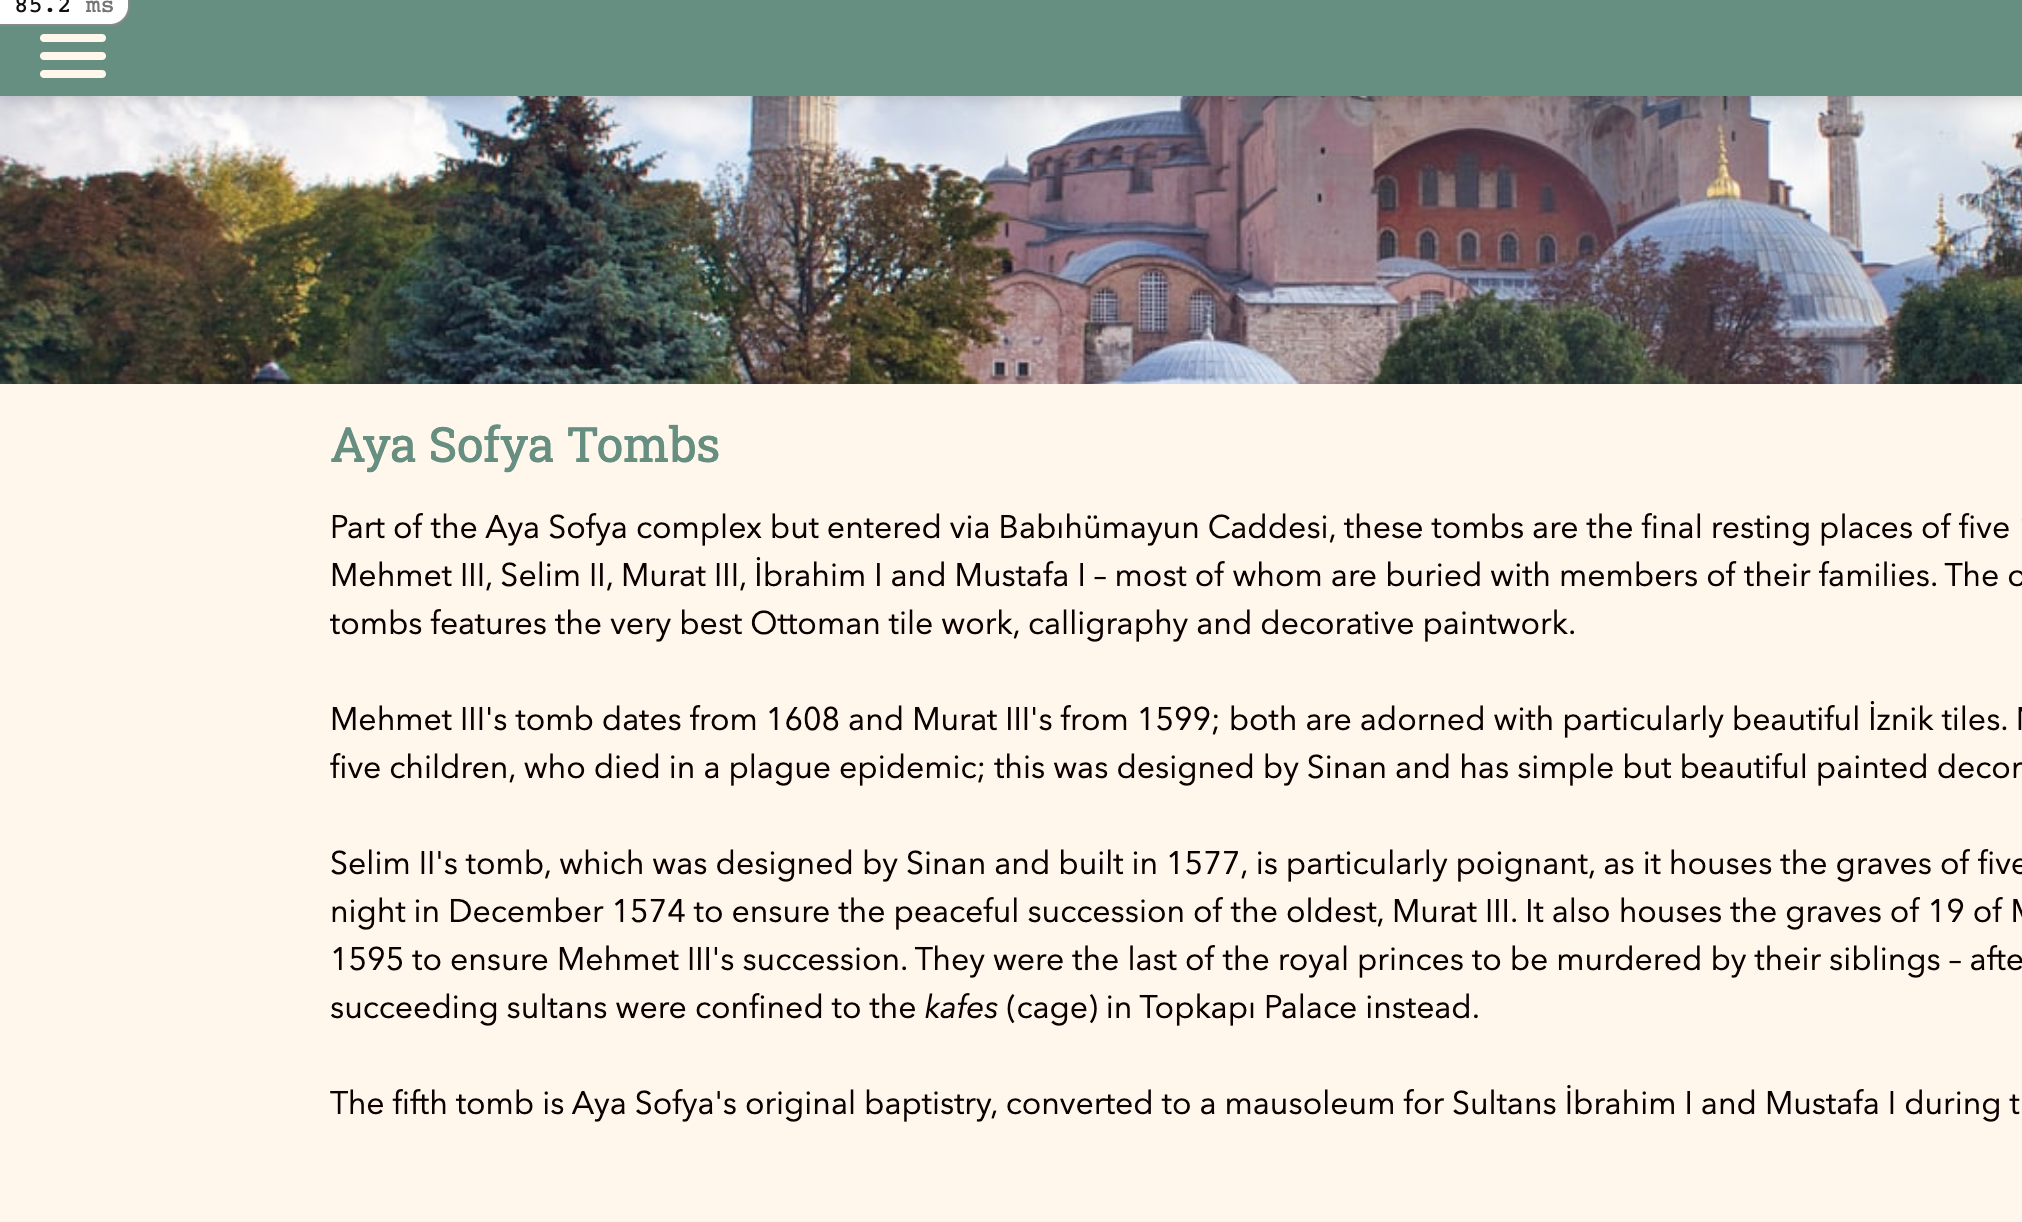 85.2 ms
Aya Sofya Tombs
Part of the Aya Sofya complex but entered via Babıhümayun Caddesi, these tombs are the final resting places of five
Mehmet III, Selim II, Murat III, İbrahim I and Mustafa I – most of whom are buried with members of their families. The
tombs features the very best Ottoman tile work, calligraphy and decorative paintwork.
Mehmet III's tomb dates from 1608 and Murat III's from 1599; both are adorned with particularly beautiful İznik tiles.
five children, who died in a plague epidemic; this was designed by Sinan and has simple but beautiful painted
Selim II's tomb, which was designed by Sinan and built in 1577, is particularly poignant, as it houses the graves of five
night in December 1574 to ensure the peaceful succession of the oldest, Murat III. It also houses the graves of 19 of
1595 to ensure Mehmet III's succession. They were the last of the royal princes to be murdered by their siblings –
succeeding sultans were confined to the kafes (cage) in Topkapı Palace instead.
The fifth tomb is Aya Sofya's original baptistry, converted to a mausoleum for Sultans İbrahim I and Mustafa I during